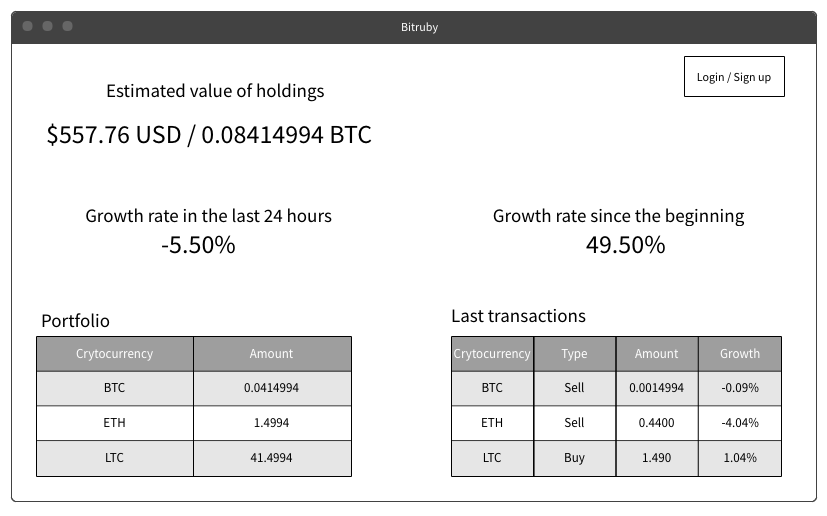 Bitruby
Login / Sign up
Estimated value of holdings
$557.76 USD / 0.08414994 BTC
Growth rate in the last 24 hours
-5.50%
Growth rate since the beginning
49.50%
Portfolio
Crytocurrency Amount
BTC 0.0414994
ETH 1.4994
LTC 41.4994
Last transactions
Crytocurrency Type Amount Growth
BTC Sell 0.0014994 -0.09%
ETH Sell 0.4400 -4.04%
LTC Buy 1.490 1.04%